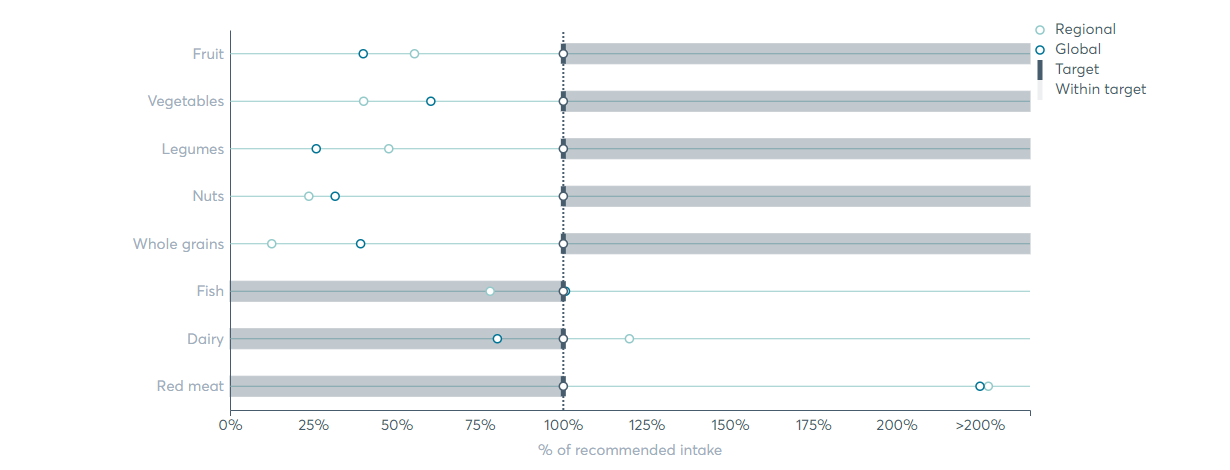 Regional
Global
Target
Within target
Fruit
Vegetables
Legumes
Nuts
Whole grains
Fish
Dairy
Red meat
0% 25% 50% 75% 100% 125% 150% 175% 200% >200%
% of recommended intake